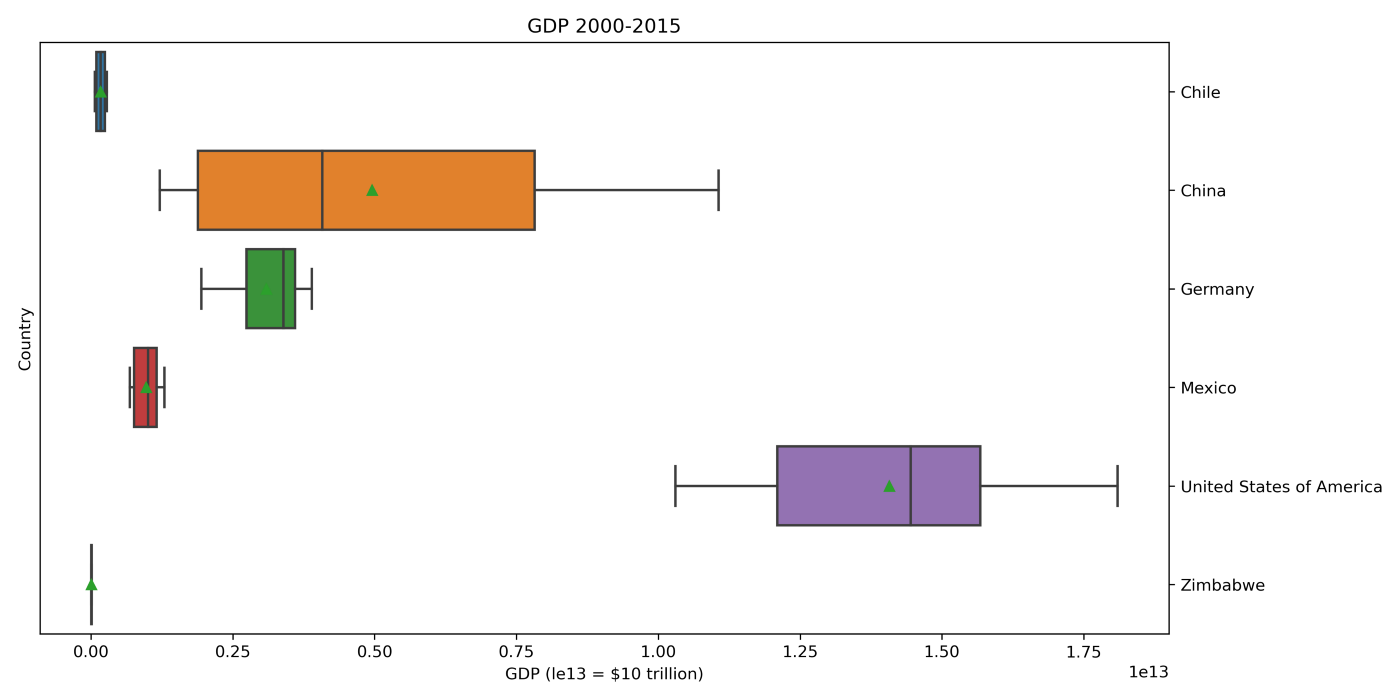 GDP 2000-2015
Chile
China
Germany
Country
Mexico
United States of America
Zimbabwe
0.00 0.25 0.50 0.75 1.00 1.25 1.50 1.75
GDP (le13 = $10 trillion)
1e13